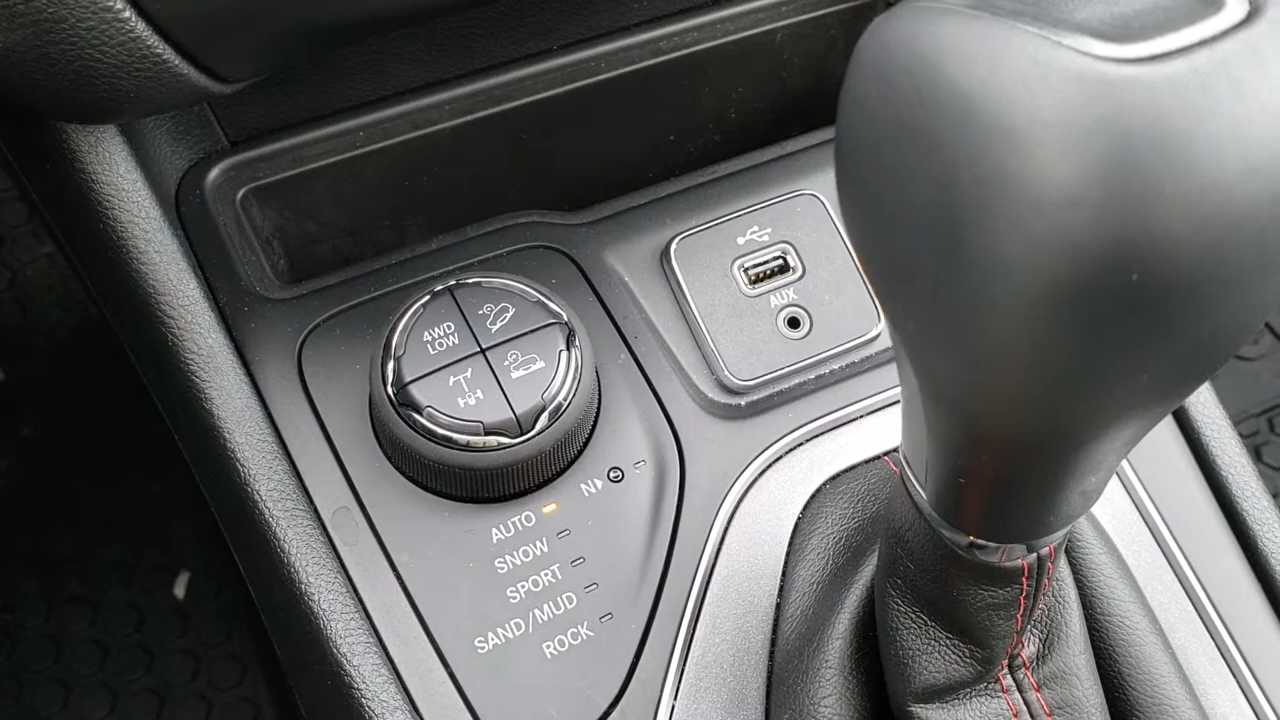 4WD
LOW
AUX
N
AUTO
SNOW
SPORT
SAND/MUD
ROCK